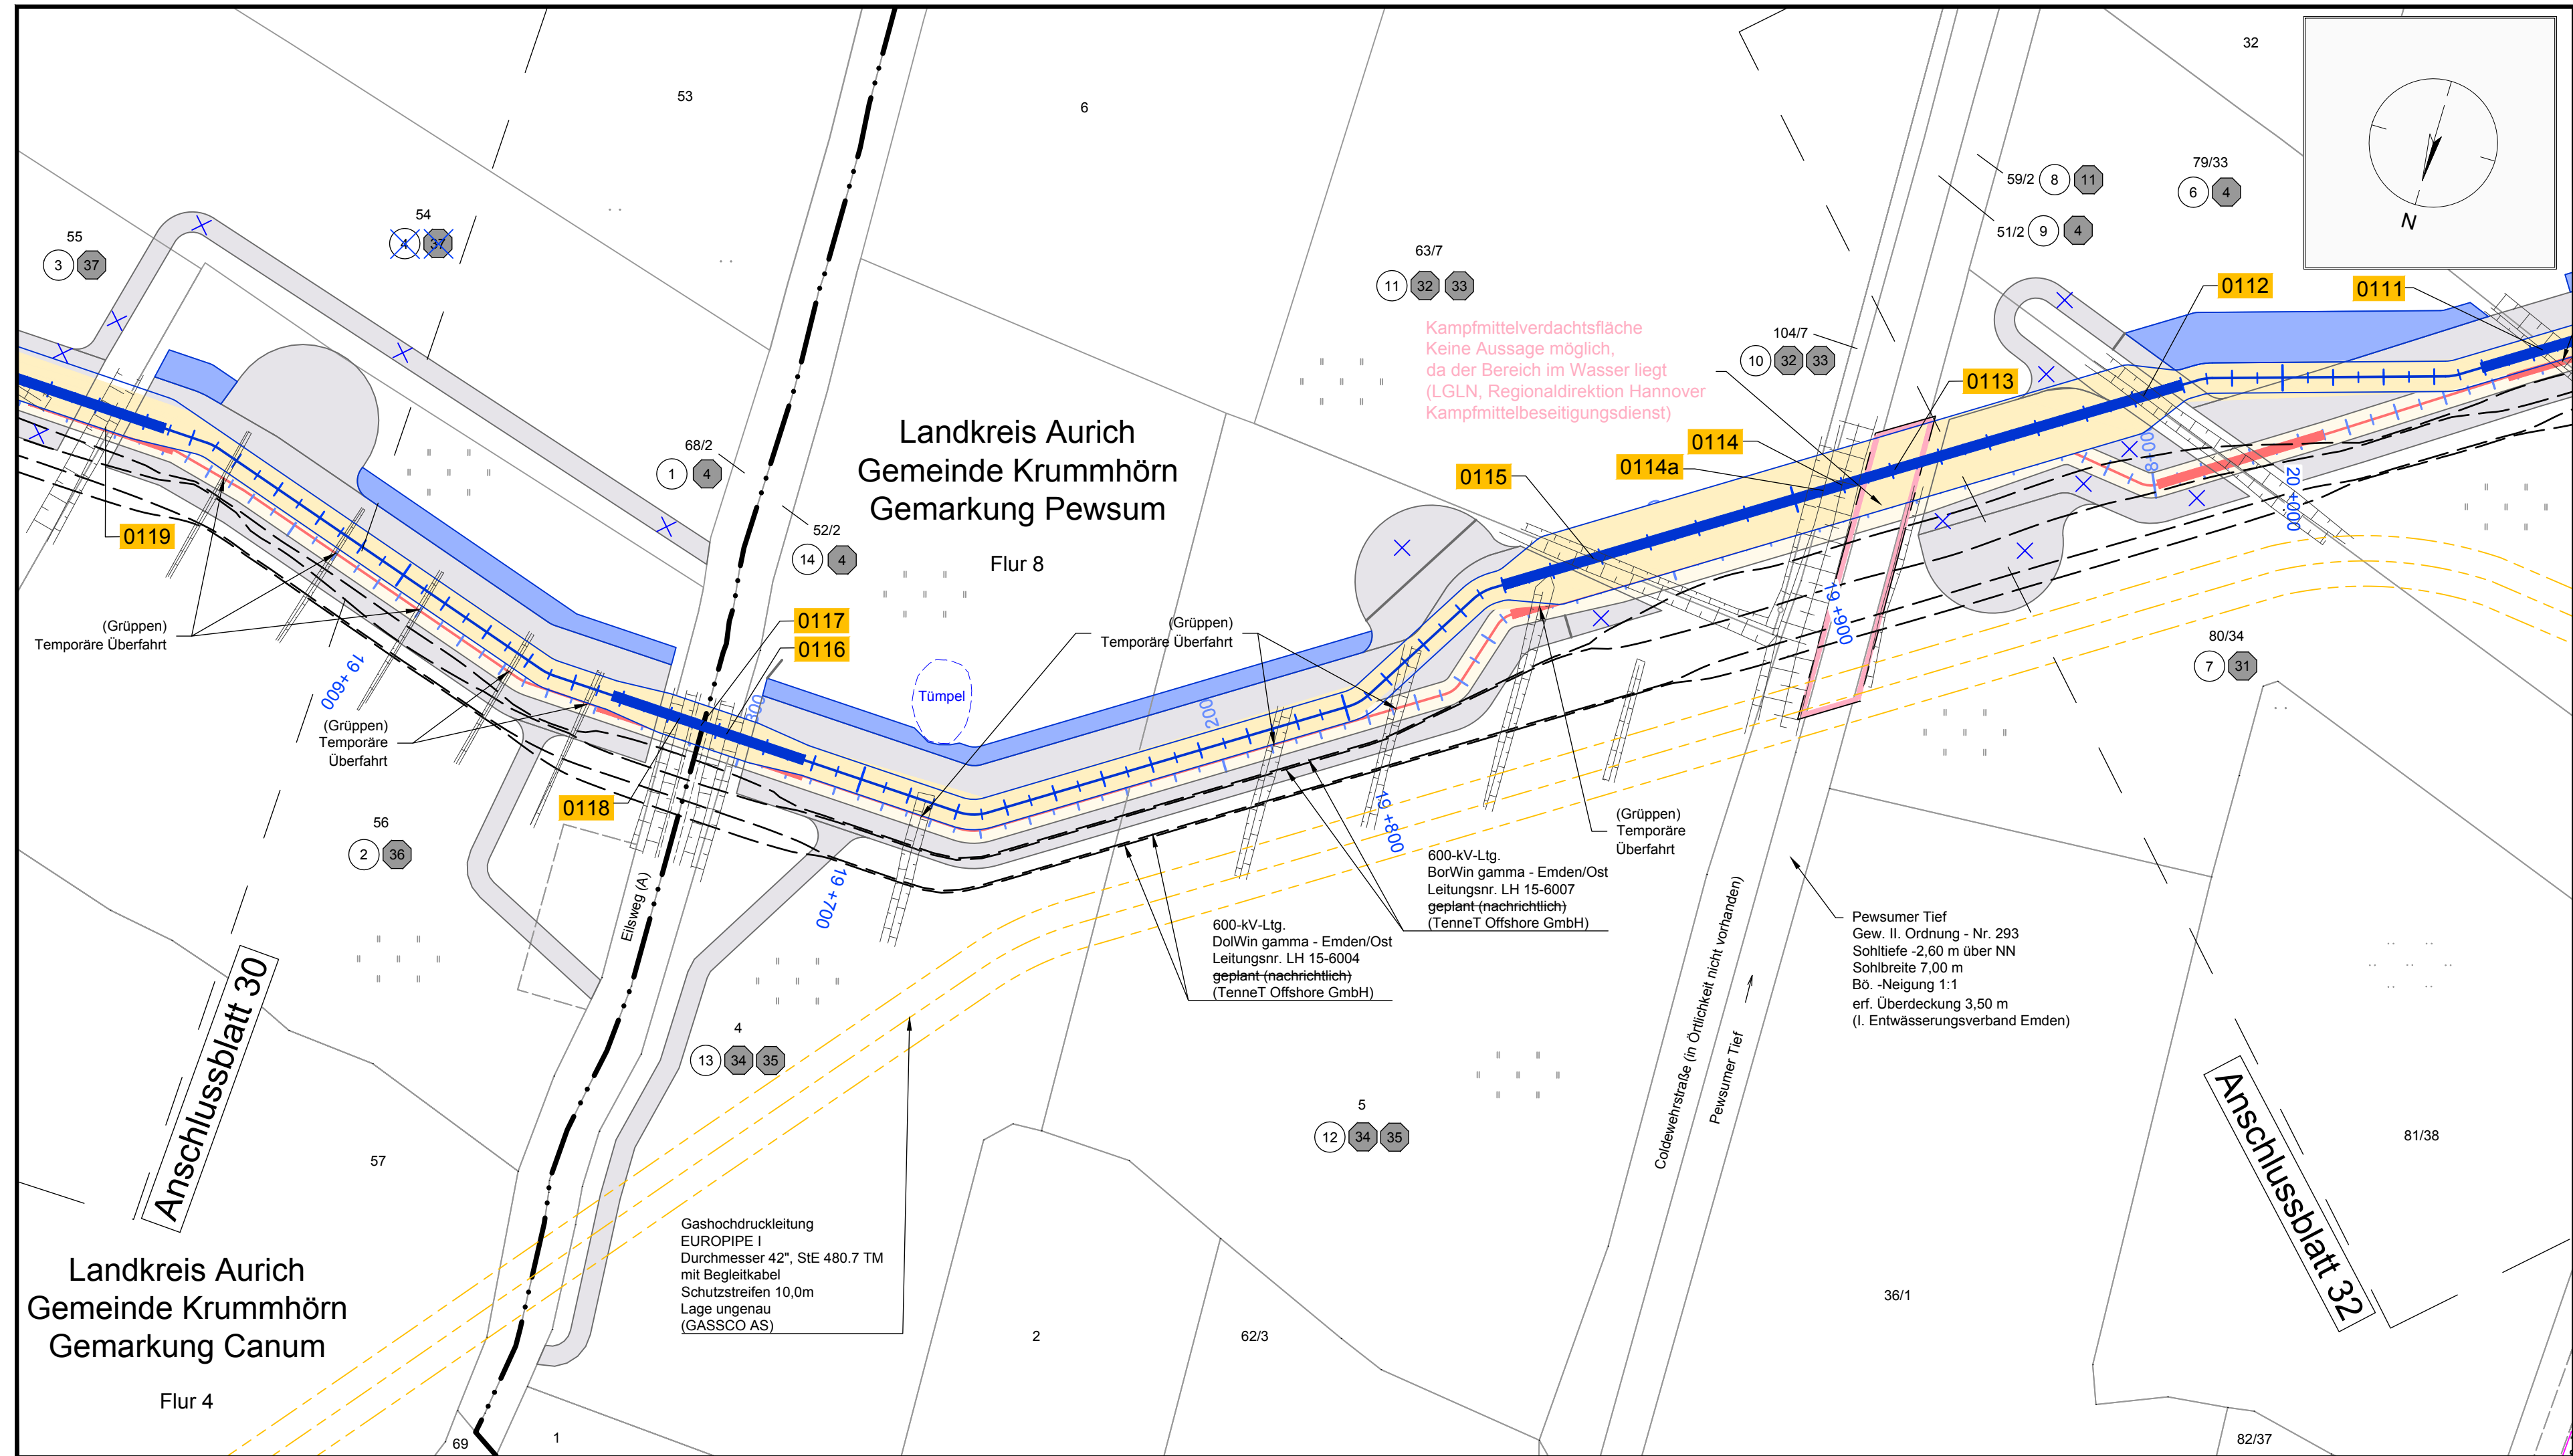 53
6
32
N
55
3 37
54
4 37
59/2 8 11
51/2 9 4
79/33
6 4
63/7
11 32 33
Kampfmittelverdachtsfläche
Keine Aussage möglich,
da der Bereich im Wasser liegt
(LGLN, Regionaldirektion Hannover
Kampfmittelbeseitigungsdienst)
104/7
10 32 33
0111
0112
0113
0114
0114a
0115
0116
0117
0118
0119
68/2
1 4
52/2
14 4
Landkreis Aurich
Gemeinde Krummhörn
Gemarkung Pewsum
Flur 8
(Grüppen)
Temporäre Überfahrt
(Grüppen)
Temporäre
Überfahrt
(Grüppen)
Temporäre Überfahrt
(Grüppen)
Temporäre
Überfahrt
Tümpel
19+600
19+700
19+800
19+900
20+000
200
80/34
7 31
56
2 36
Eilsweg (A)
600-kV-Ltg.
BorWin gamma - Emden/Ost
Leitungsnr. LH 15-6007
geplant (nachrichtlich)
(TenneT Offshore GmbH)
600-kV-Ltg.
DolWin gamma - Emden/Ost
Leitungsnr. LH 15-6004
geplant (nachrichtlich)
(TenneT Offshore GmbH)
Pewsumer Tief
Gew. II. Ordnung - Nr. 293
Sohltiefe -2,60 m über NN
Sohlbreite 7,00 m
Bö. -Neigung 1:1
erf. Überdeckung 3,50 m
(I. Entwässerungsverband Emden)
Coldewehrstraße (in Örtlichkeit nicht vorhanden)
Pewsumer Tief
4
13 34 35
5
12 34 35
Anschlussblatt 30
Anschlussblatt 32
57
81/38
36/1
Gashochdruckleitung
EUROPIPE I
Durchmesser 42", StE 480.7 TM
mit Begleitkabel
Schutzstreifen 10,0m
Lage ungenau
(GASSCO AS)
Landkreis Aurich
Gemeinde Krummhörn
Gemarkung Canum
Flur 4
2
62/3
69
1
82/37